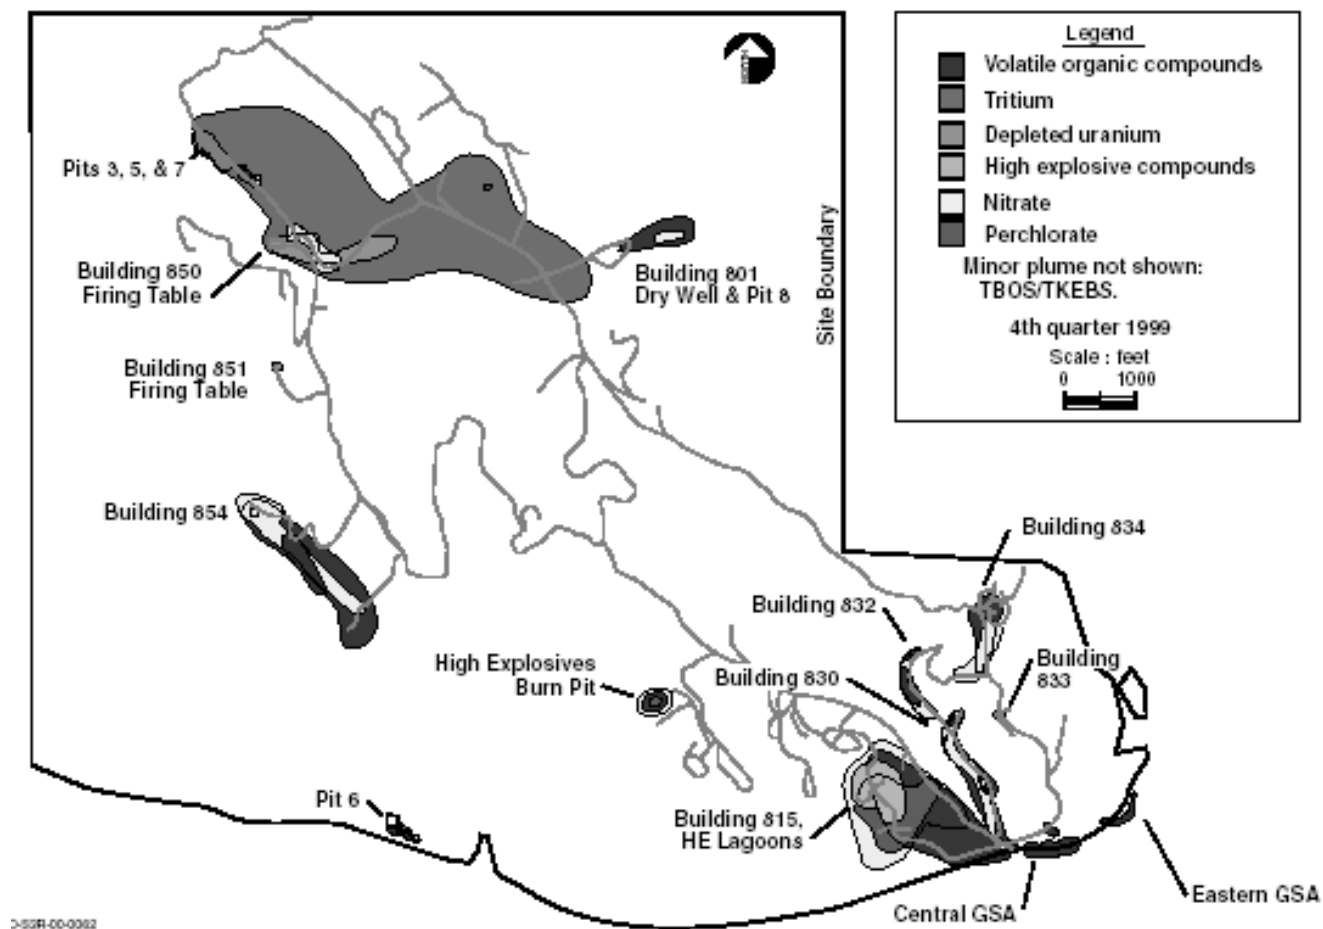 Legend
Volatile organic compounds
Tritium
Depleted uranium
High explosive compounds
Nitrate
Perchlorate
Minor plume not shown:
TBOS/TKEBS.
4th quarter 1999
Scale : feet
0 1000
Pits 3, 5, & 7
Building 850
Firing Table
Building 801
Dry Well & Pit 8
Site Boundary
Building 851
Firing Table
Building 854
Building 834
Building 832
High Explosives
Burn Pit
Building 830
Building
833
Pit 6
Building 815,
HE Lagoons
Eastern GSA
Central GSA